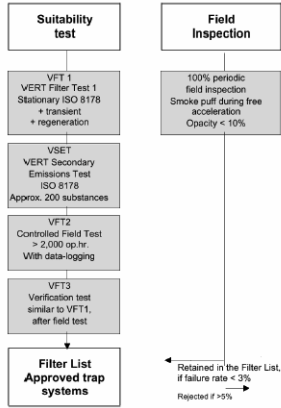 Suitability
test
VFT 1
VERT Filter Test 1
Stationary ISO 8178
+ transient
+ regeneration
VSET
VERT Secondary
Emissions Test
ISO 8178
Approx. 200 substances
VFT2
Controlled Field Test
> 2,000 op.hr.
With data-logging
VFT3
Verification test
similar to VFT1,
after field test
Filter List
Approved trap
systems
Field
Inspection
100% periodic
field inspection
Smoke puff during free
acceleration
Opacity < 10%
Retained in the Filter List,
if failure rate < 3%
Rejected if >5%